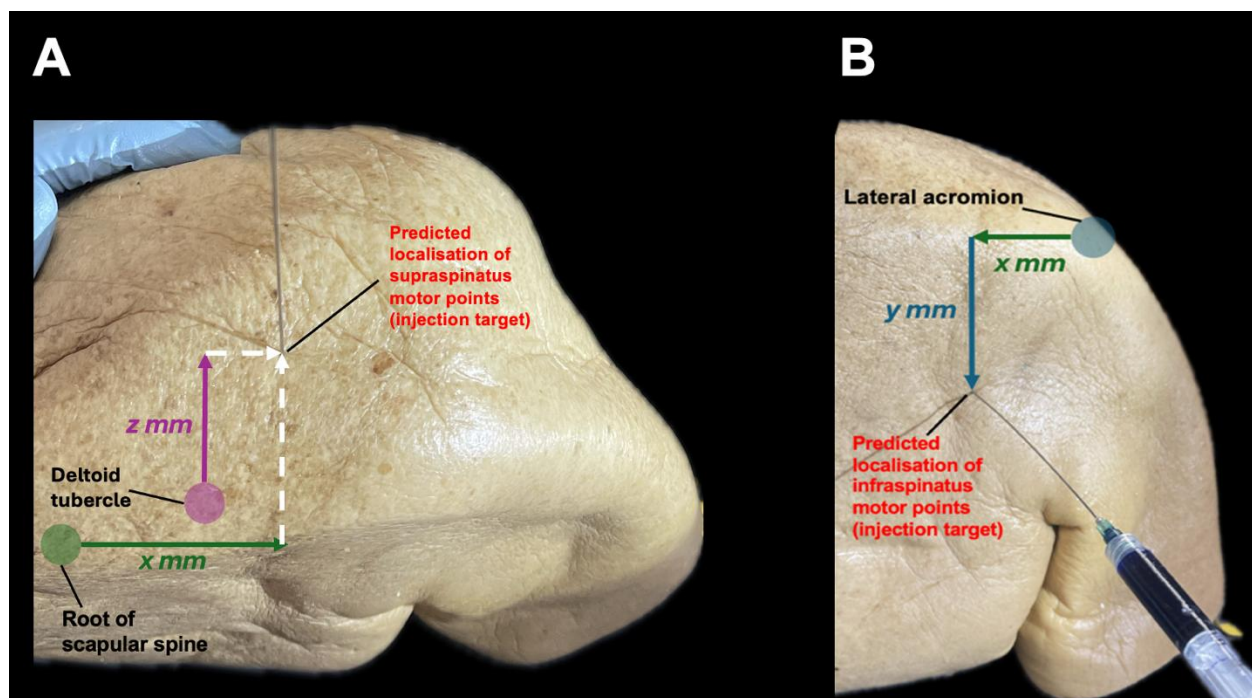 A
Predicted
localisation of
supraspinatus
motor points
(injection target)
z mm
Deltoid
tubercle
x mm
Root of
scapular spine
B
Lateral acromion
x mm
y mm
Predicted
localisation of
infraspinatus
motor points
(injection target)